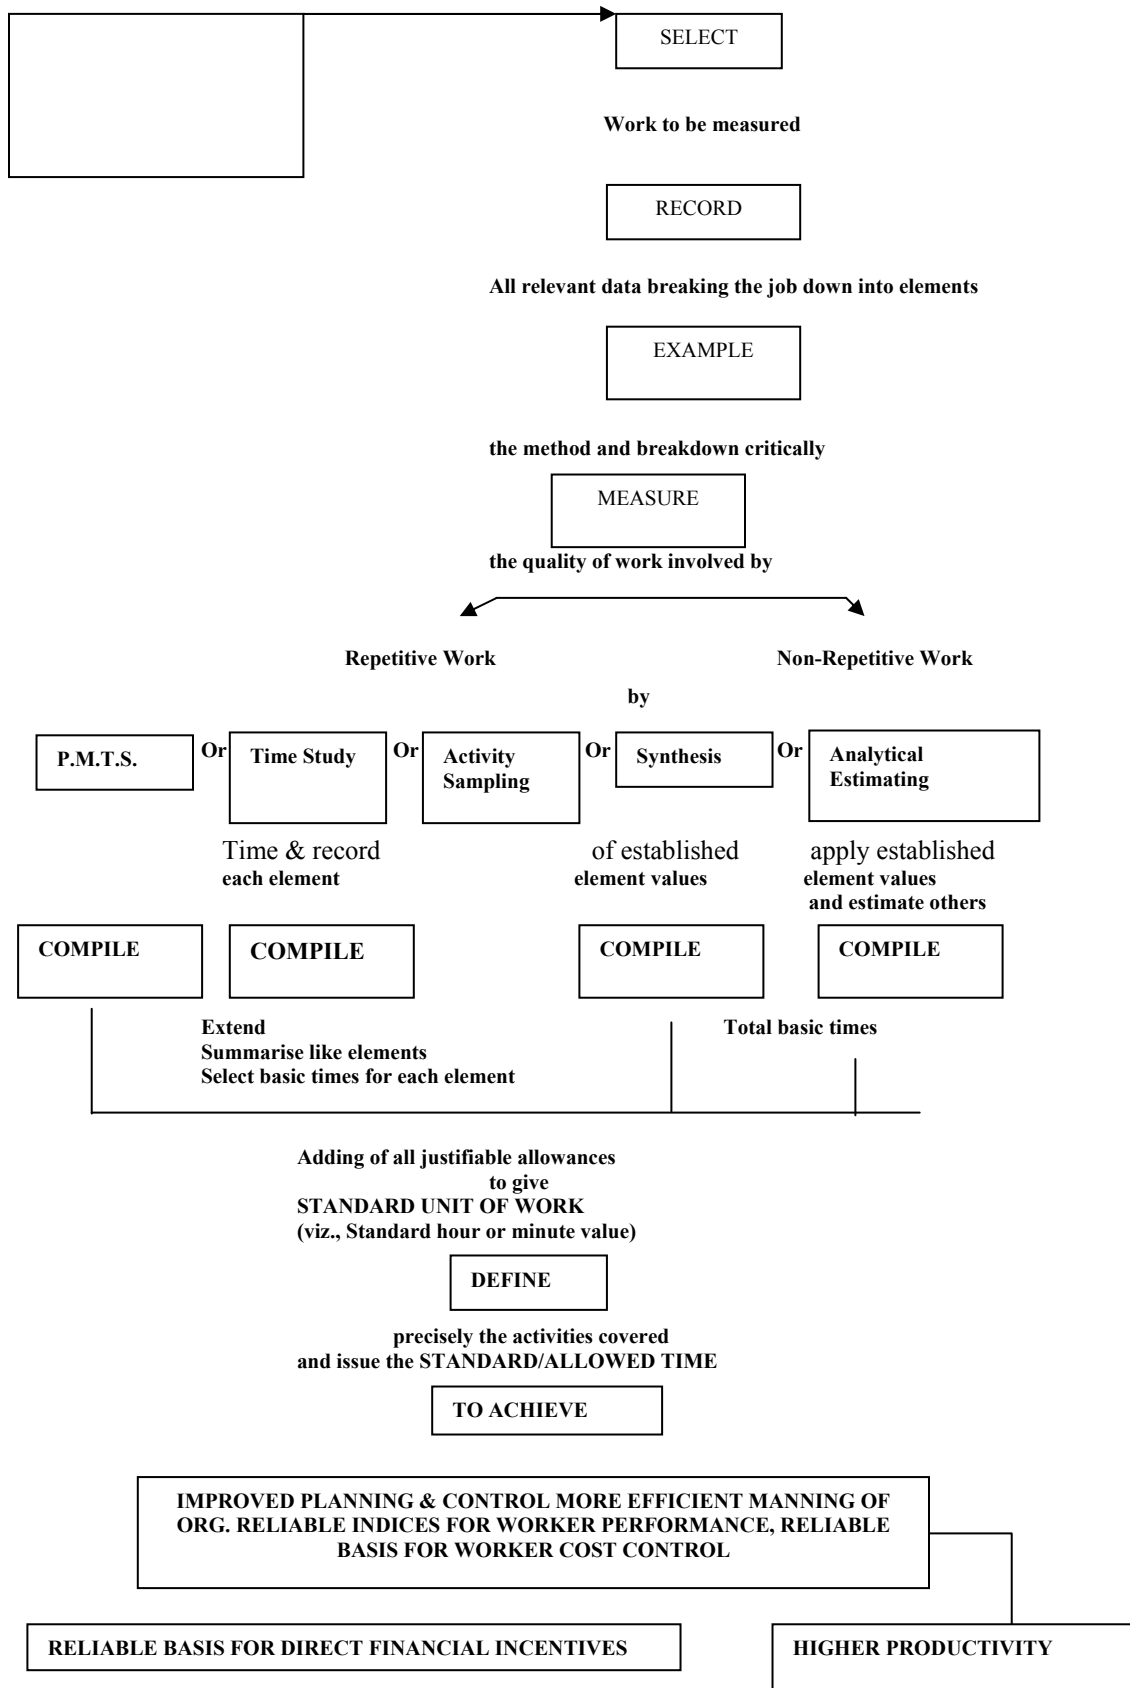 SELECT
Work to be measured
RECORD
All relevant data breaking the job down into elements
EXAMPLE
the method and breakdown critically
MEASURE
the quality of work involved by
Repetitive Work
Non-Repetitive Work
by
P.M.T.S.
Or
Time Study
Or
Activity
Sampling
Or
Synthesis
Or
Analytical
Estimating
Time & record
each element
of established
element values
apply established
element values
and estimate others
COMPILE
COMPILE
COMPILE
COMPILE
Extend
Summarise like elements
Select basic times for each element
Total basic times
Adding of all justifiable allowances
to give
STANDARD UNIT OF WORK
(viz., Standard hour or minute value)
DEFINE
precisely the activities covered
and issue the STANDARD/ALLOWED TIME
TO ACHIEVE
IMPROVED PLANNING & CONTROL MORE EFFICIENT MANNING OF
ORG. RELIABLE INDICES FOR WORKER PERFORMANCE, RELIABLE
BASIS FOR WORKER COST CONTROL
RELIABLE BASIS FOR DIRECT FINANCIAL INCENTIVES
HIGHER PRODUCTIVITY